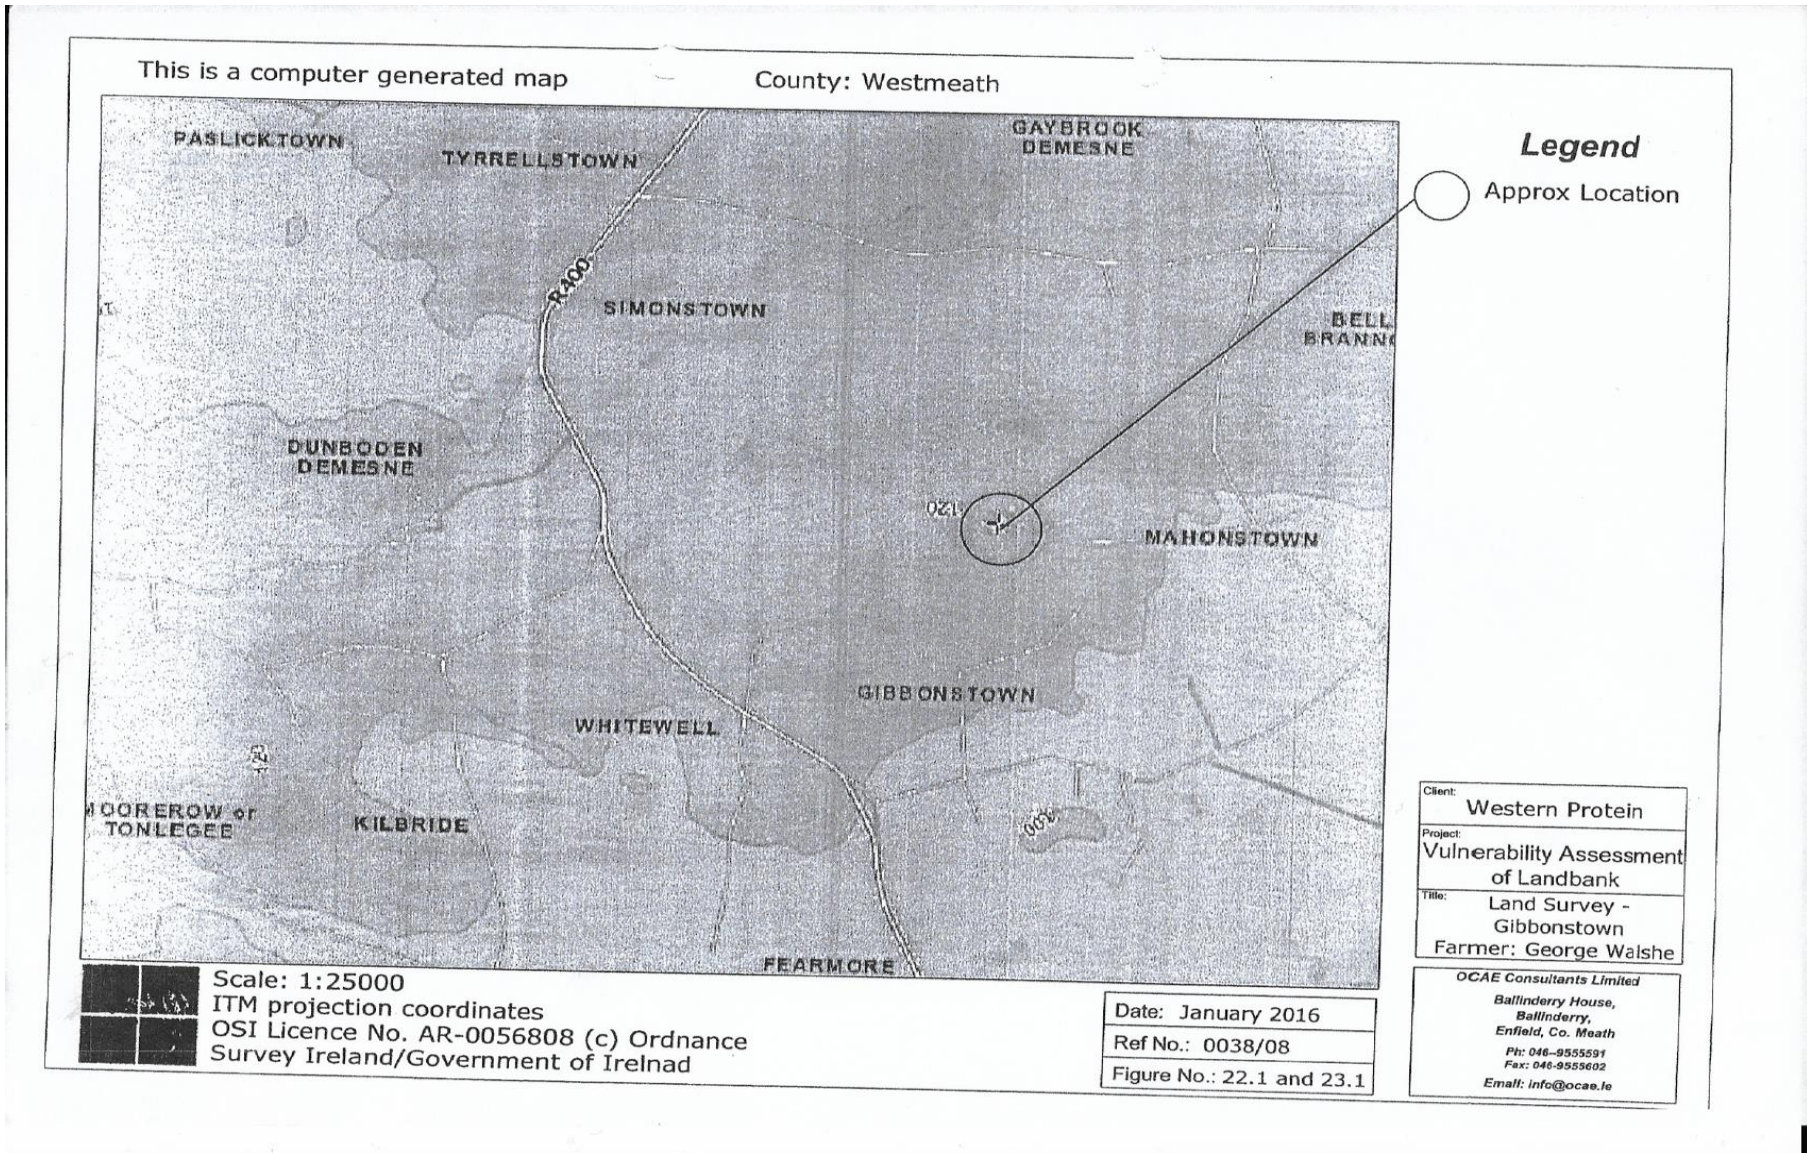 This is a computer generated map
County: Westmeath
PASLICKTOWN
TYRRELLSTOWN
GAYBROOK
DEMESNE
Legend
Approx Location
R400
SIMONSTOWN
BELL
BRANN
DUNBODEN
DEMESNE
120
MAHONSTOWN
GIBBONSTOWN
WHITEWELL
MOOREROW or
TONLEGEE
KILBRIDE
FEARMORE
Client:
Western Protein
Project:
Vulnerability Assessment
of Landbank
Title:
Land Survey -
Gibbonstown
Farmer: George Walshe
Scale: 1:25000
ITM projection coordinates
OSI Licence No. AR-0056808 (c) Ordnance
Survey Ireland/Government of Irelnad
Date: January 2016
Ref No.: 0038/08
Figure No.: 22.1 and 23.1
OCAE Consultants Limited
Ballinderry House,
Ballinderry,
Enfield, Co. Meath
Ph: 046-9555591
Fax: 046-9555602
Email: info@ocae.ie